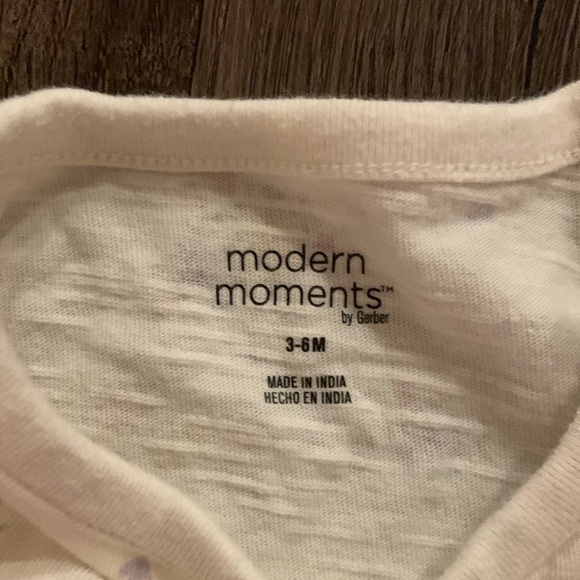 modern
moments™
by Gerber
3-6M
MADE IN INDIA
HECHO EN INDIA